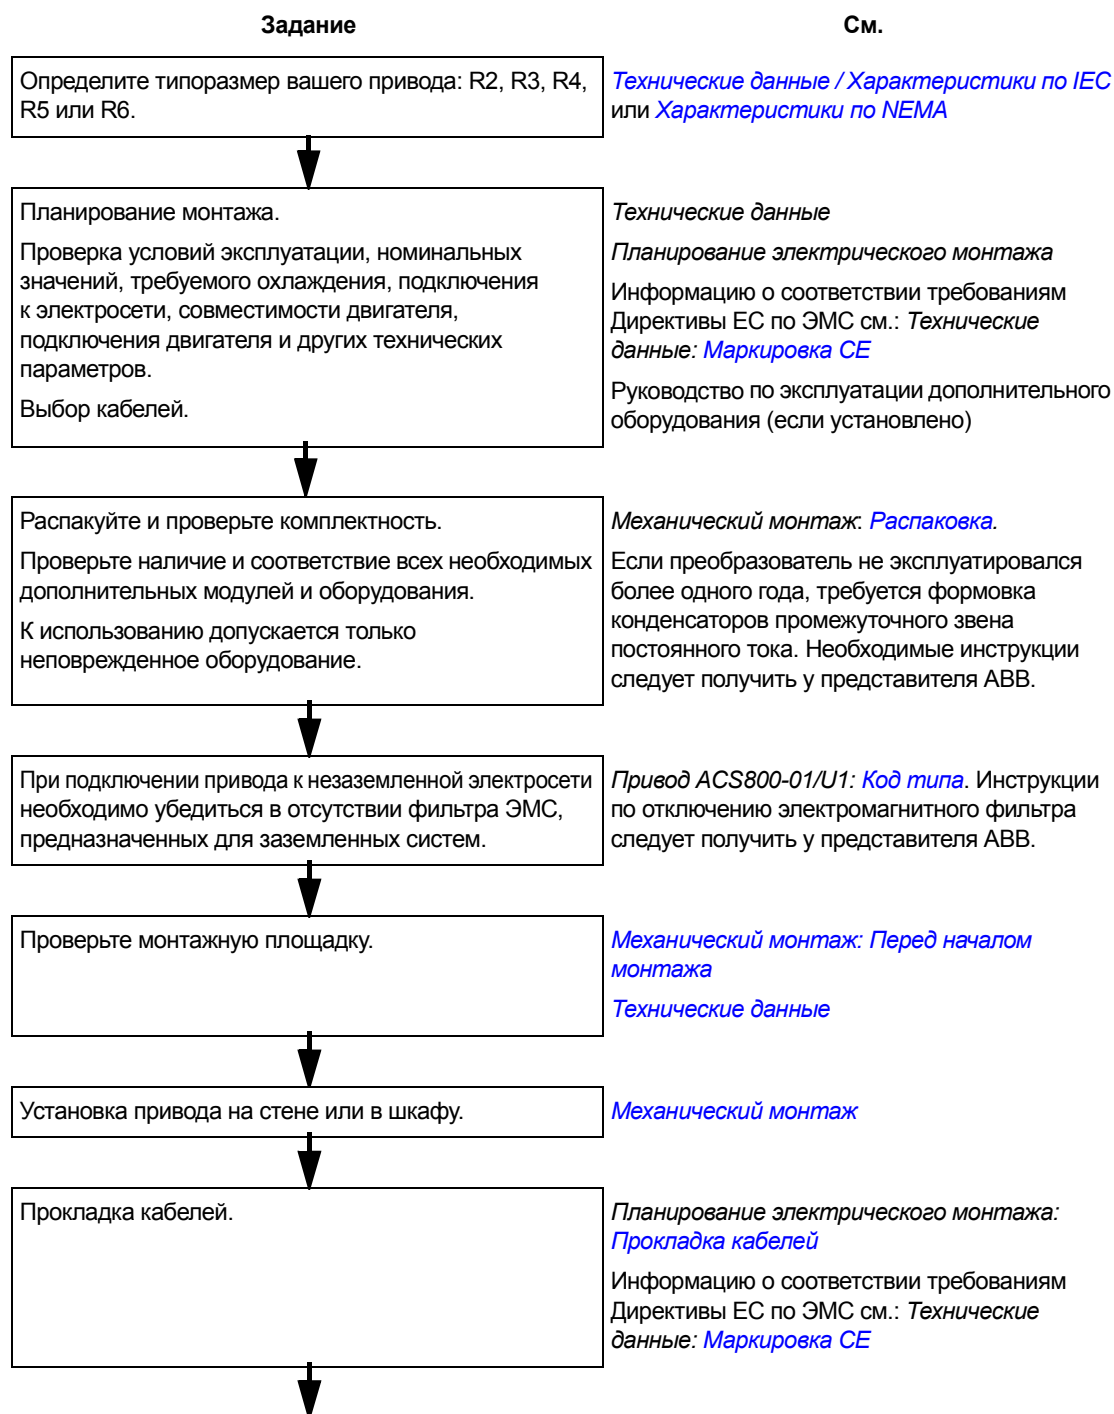 Задание
См.
Определите типоразмер вашего привода: R2, R3, R4,
R5 или R6.
Технические данные / Характеристики по IEC
или Характеристики по NEMA
Планирование монтажа.
Проверка условий эксплуатации, номинальных
значений, требуемого охлаждения, подключения
к электросети, совместимости двигателя,
подключения двигателя и других технических
параметров.
Выбор кабелей.
Технические данные
Планирование электрического монтажа
Информацию о соответствии требованиям
Директивы ЕС по ЭМС см.: Технические
данные: Маркировка CE
Руководство по эксплуатации дополнительного
оборудования (если установлено)
Распакуйте и проверьте комплектность.
Проверьте наличие и соответствие всех необходимых
дополнительных модулей и оборудования.
К использованию допускается только
неповрежденное оборудование.
Механический монтаж: Распаковка.
Если преобразователь не эксплуатировался
более одного года, требуется формовка
конденсаторов промежуточного звена
постоянного тока. Необходимые инструкции
следует получить у представителя ABB.
При подключении привода к незаземленной электросети
необходимо убедиться в отсутствии фильтра ЭМС,
предназначенных для заземленных систем.
Привод ACS800-01/U1: Код типа. Инструкции
по отключению электромагнитного фильтра
следует получить у представителя ABB.
Проверьте монтажную площадку.
Механический монтаж: Перед началом
монтажа
Технические данные
Установка привода на стене или в шкафу.
Механический монтаж
Прокладка кабелей.
Планирование электрического монтажа:
Прокладка кабелей
Информацию о соответствии требованиям
Директивы ЕС по ЭМС см.: Технические
данные: Маркировка CE